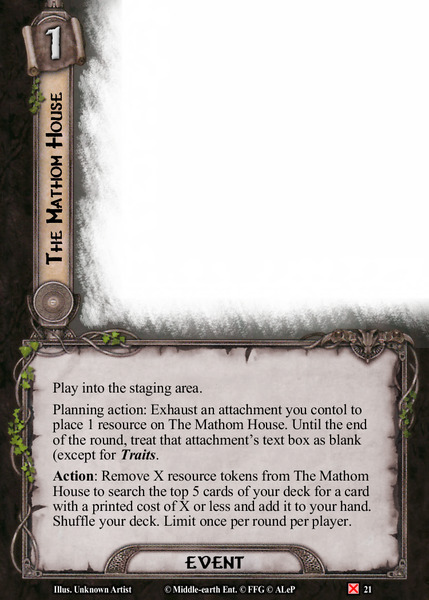 1
The Mathom House
Play into the staging area.
Planning action: Exhaust an attachment you contol to
place 1 resource on The Mathom House. Until the end
of the round, treat that attachment's text box as blank
(except for Traits.
Action: Remove X resource tokens from The Mathom
House to search the top 5 cards of your deck for a card
with a printed cost of X or less and add it to your hand.
Shuffle your deck. Limit once per round per player.
EVENT
Illus. Unknown Artist © Middle-earth Ent. © FFG © ALeP 21